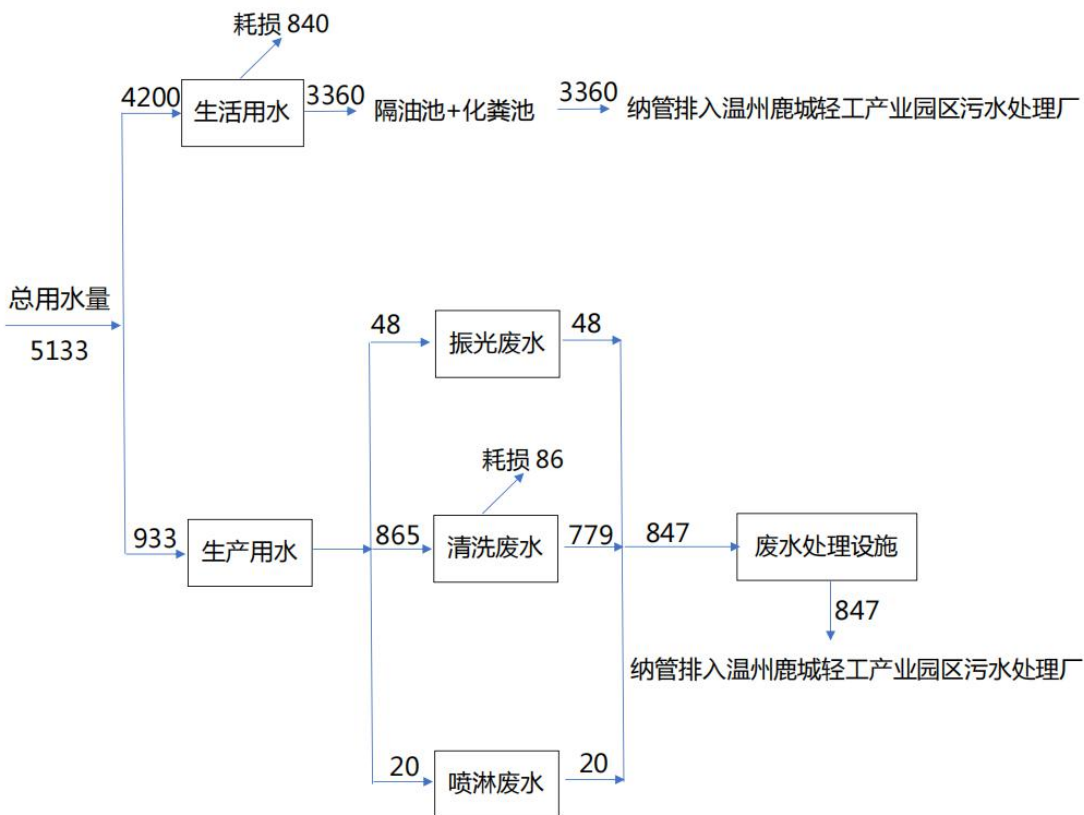 耗损 840
4200
生活用水
3360
隔油池+化粪池
3360
纳管排入温州鹿城轻工产业园区污水处理厂
总用水量
5133
48
振光废水
48
耗损 86
933
生产用水
865
清洗废水
779
847
废水处理设施
847
纳管排入温州鹿城轻工产业园区污水处理厂
20
喷淋废水
20